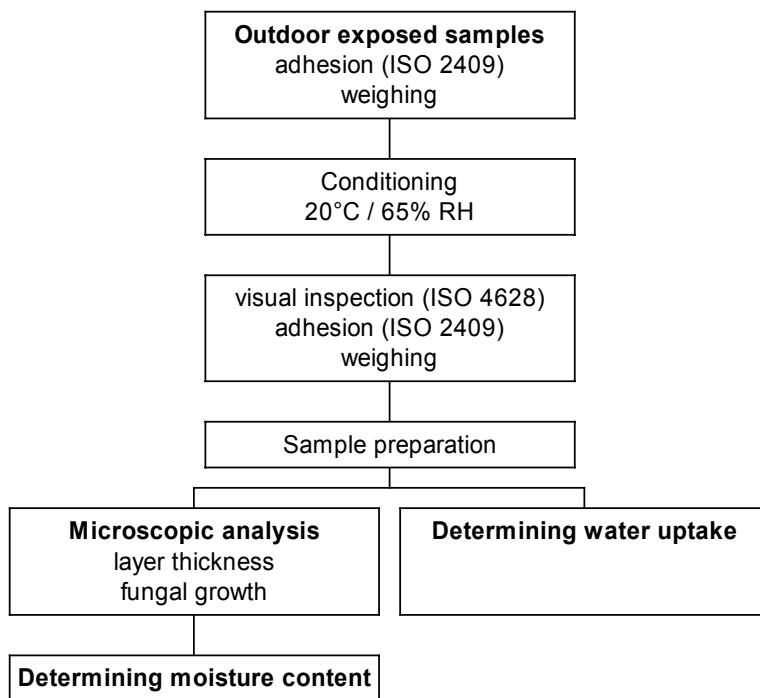 Outdoor exposed samples
adhesion (ISO 2409)
weighing
Conditioning
20°C / 65% RH
visual inspection (ISO 4628)
adhesion (ISO 2409)
weighing
Sample preparation
Microscopic analysis
layer thickness
fungal growth
Determining water uptake
Determining moisture content